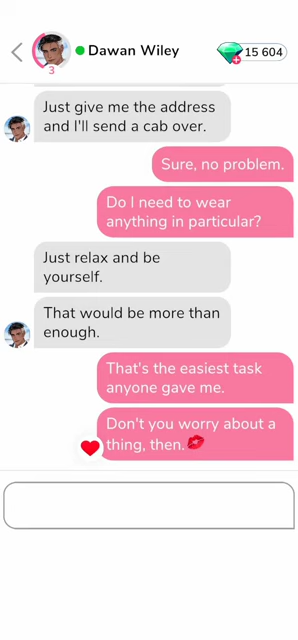 Dawan Wiley
15 604
3
Just give me the address
and I'll send a cab over.
Sure, no problem.
Do I need to wear
anything in particular?
Just relax and be
yourself.
That would be more than
enough.
That's the easiest task
anyone gave me.
Don't you worry about a
thing, then.💋